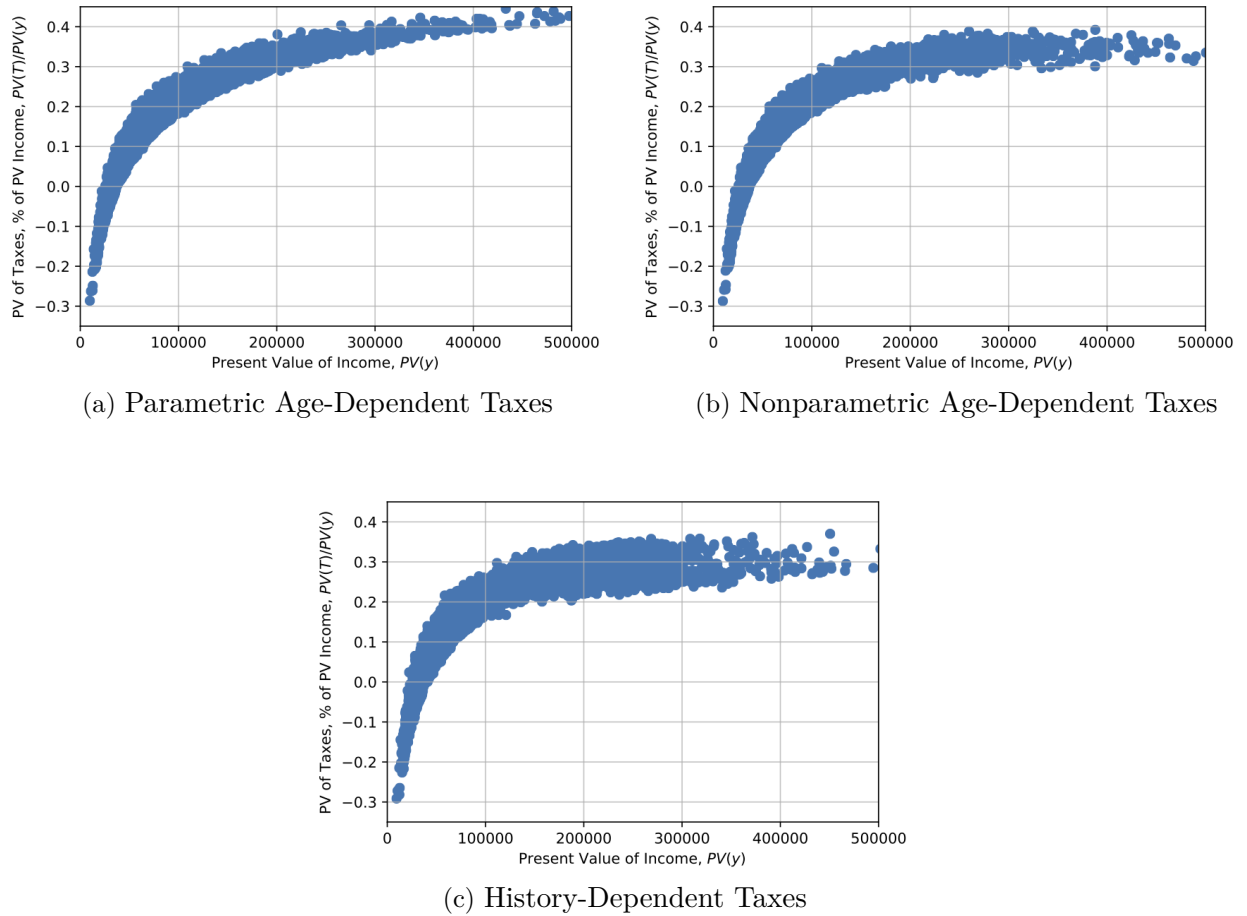 PV of Taxes, % of PV Income, PV(T)/PV(y)
0.4
0.3
0.2
0.1
0.0
−0.1
−0.2
−0.3
0 100000 200000 300000 400000 500000
Present Value of Income, PV(y)
(a) Parametric Age-Dependent Taxes
PV of Taxes, % of PV Income, PV(T)/PV(y)
0.4
0.3
0.2
0.1
0.0
−0.1
−0.2
−0.3
0 100000 200000 300000 400000 500000
Present Value of Income, PV(y)
(b) Nonparametric Age-Dependent Taxes
PV of Taxes, % of PV Income, PV(T)/PV(y)
0.4
0.3
0.2
0.1
0.0
−0.1
−0.2
−0.3
0 100000 200000 300000 400000 500000
Present Value of Income, PV(y)
(c) History-Dependent Taxes